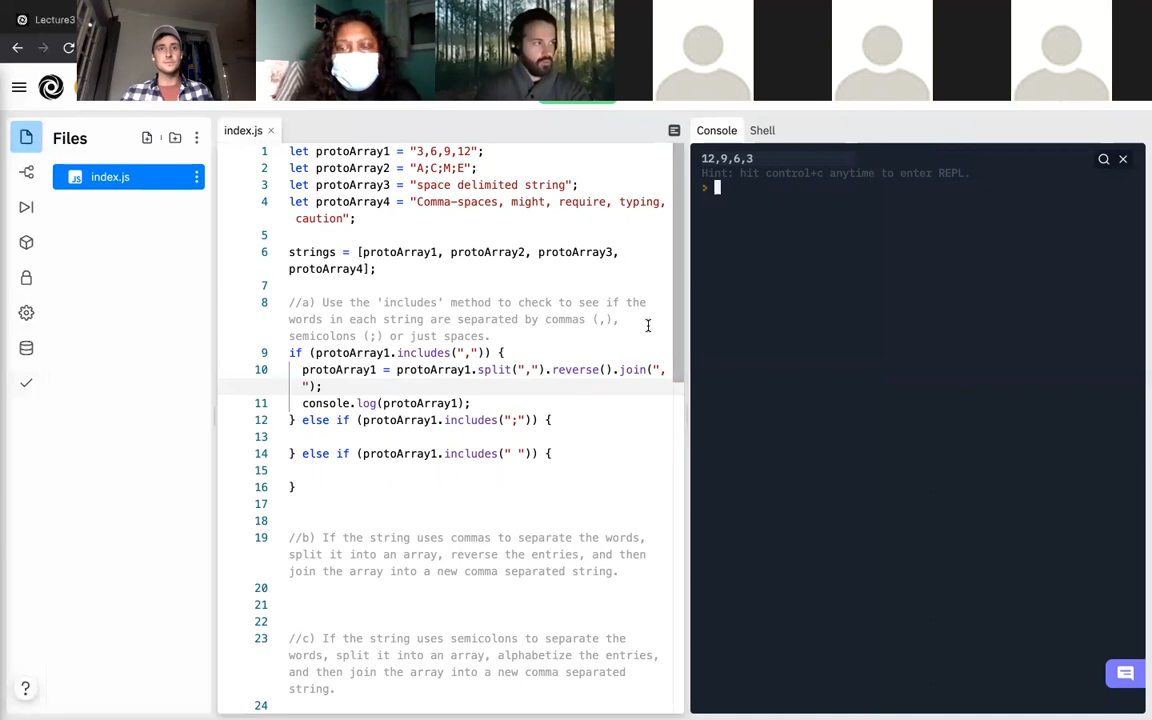 Lecture3
Files
index.js
index.js ×
Console
Shell
1 let protoArray1 = "3,6,9,12";
2 let protoArray2 = "A;C;M;E";
3 let protoArray3 = "space delimited string";
4 let protoArray4 = "Comma-spaces, might, require, typing,
caution";
5
6 strings = [protoArray1, protoArray2, protoArray3,
protoArray4];
7
8 //a) Use the 'includes' method to check to see if the
words in each string are separated by commas (,),
semicolons (;) or just spaces.
9 if (protoArray1.includes(",")) {
10 protoArray1 = protoArray1.split(",").reverse().join(",
");
11 console.log(protoArray1);
12 } else if (protoArray1.includes(";")) {
13
14 } else if (protoArray1.includes(" ")) {
15
16 }
17
18
19 //b) If the string uses commas to separate the words,
split it into an array, reverse the entries, and then
join the array into a new comma separated string.
20
21
22
23 //c) If the string uses semicolons to separate the
words, split it into an array, alphabetize the entries,
and then join the array into a new comma separated
string.
24
12,9,6,3
Hint: hit control+c anytime to enter REPL.
>
?